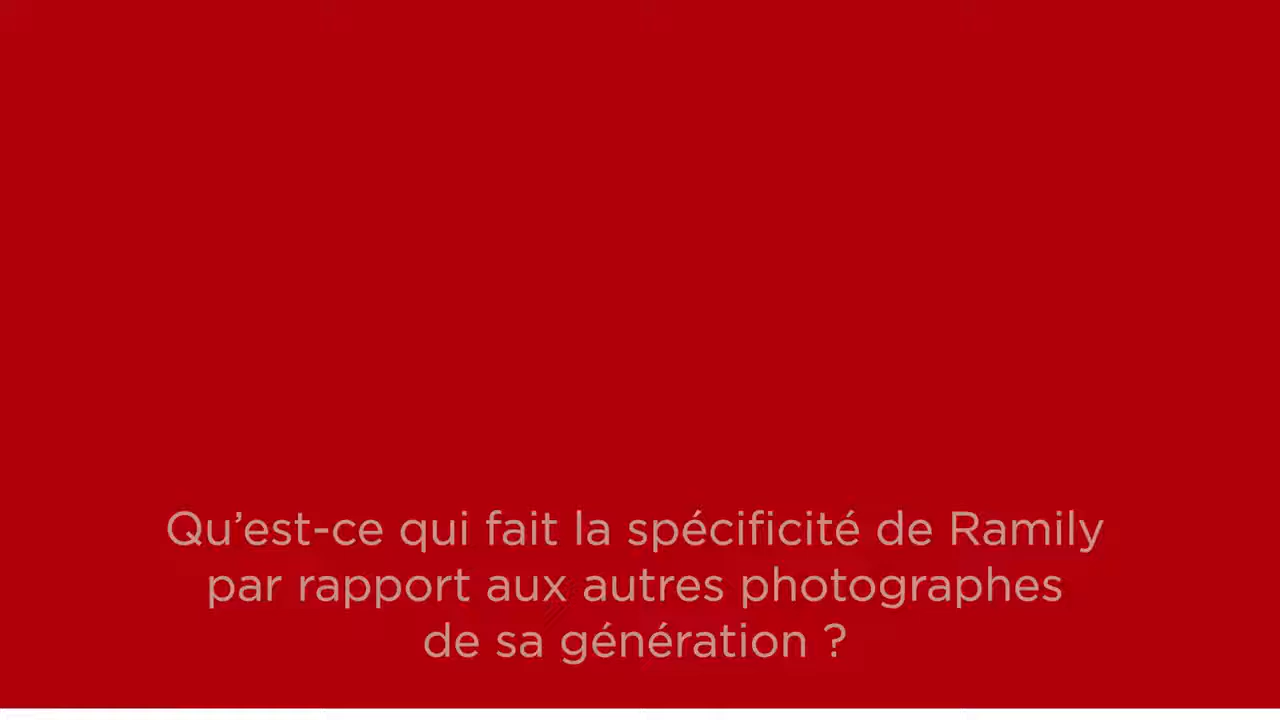 Qu’est-ce qui fait la spécificité de Ramily
par rapport aux autres photographes
de sa génération ?